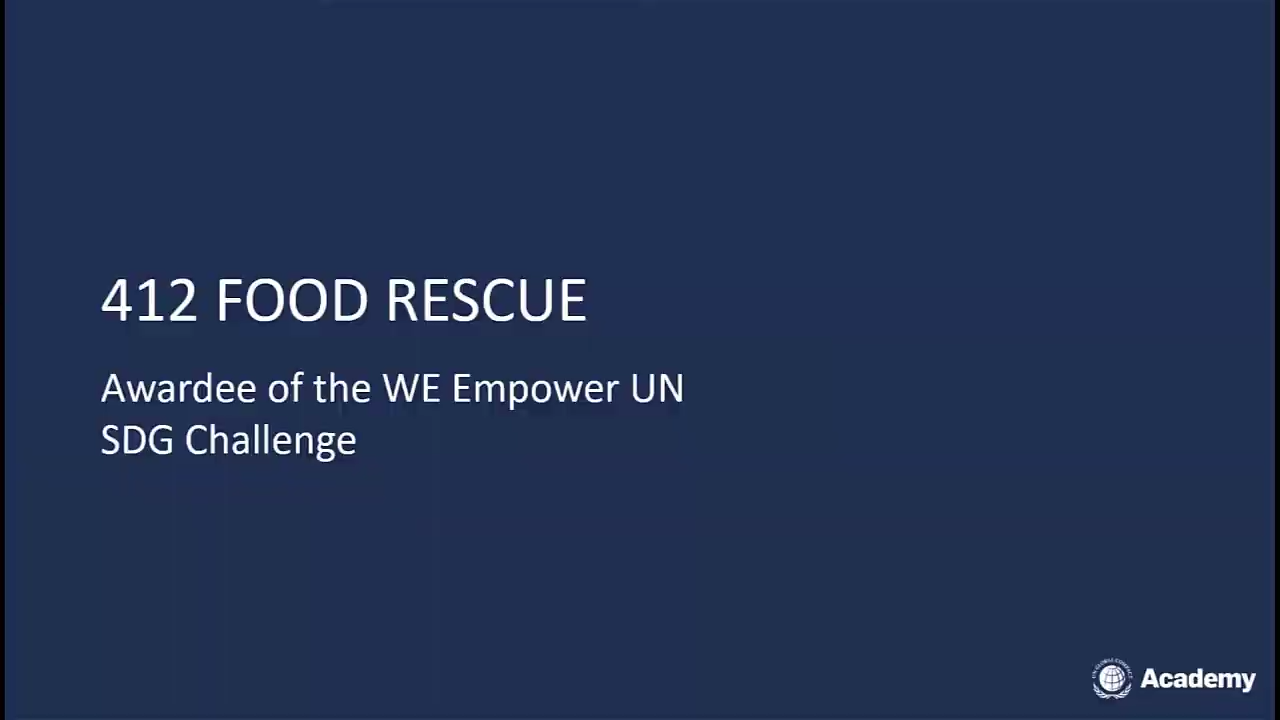 412 FOOD RESCUE
Awardee of the WE Empower UN
SDG Challenge
Academy